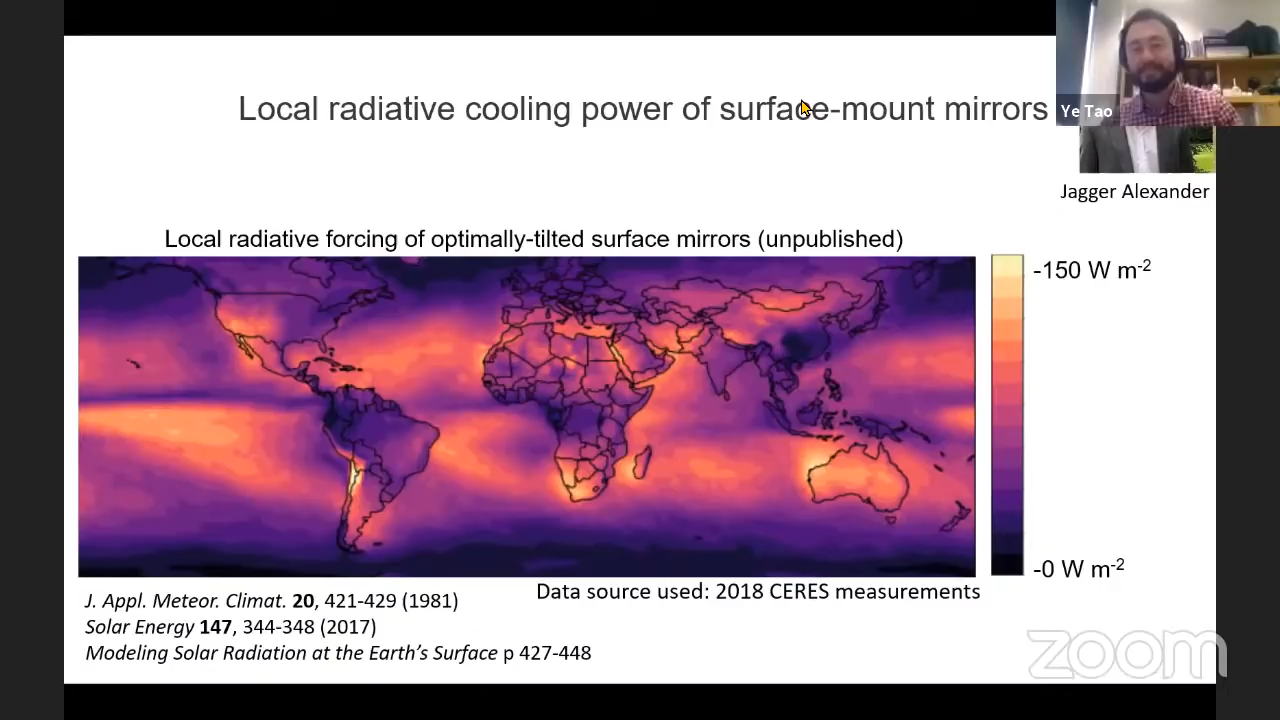 Local radiative cooling power of surface-mount mirrors
Ye Tao
Jagger Alexander
Local radiative forcing of optimally-tilted surface mirrors (unpublished)
-150 W m-2
-0 W m-2
Data source used: 2018 CERES measurements
J. Appl. Meteor. Climat. 20, 421-429 (1981)
Solar Energy 147, 344-348 (2017)
Modeling Solar Radiation at the Earth's Surface p 427-448
zoom